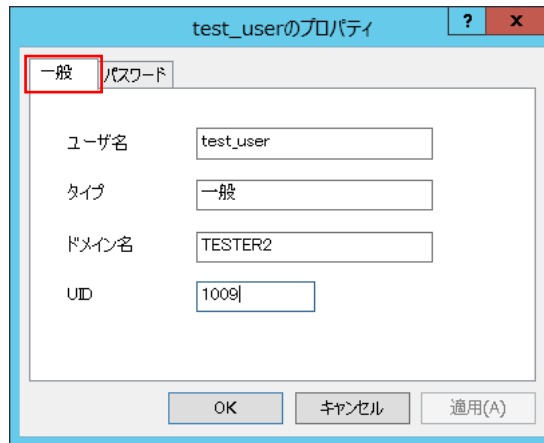 test_userのプロパティ ? x
一般 パスワード
ユーザ名 test_user
タイプ 一般
ドメイン名 TESTER2
UID 1009
OK キャンセル 適用(A)